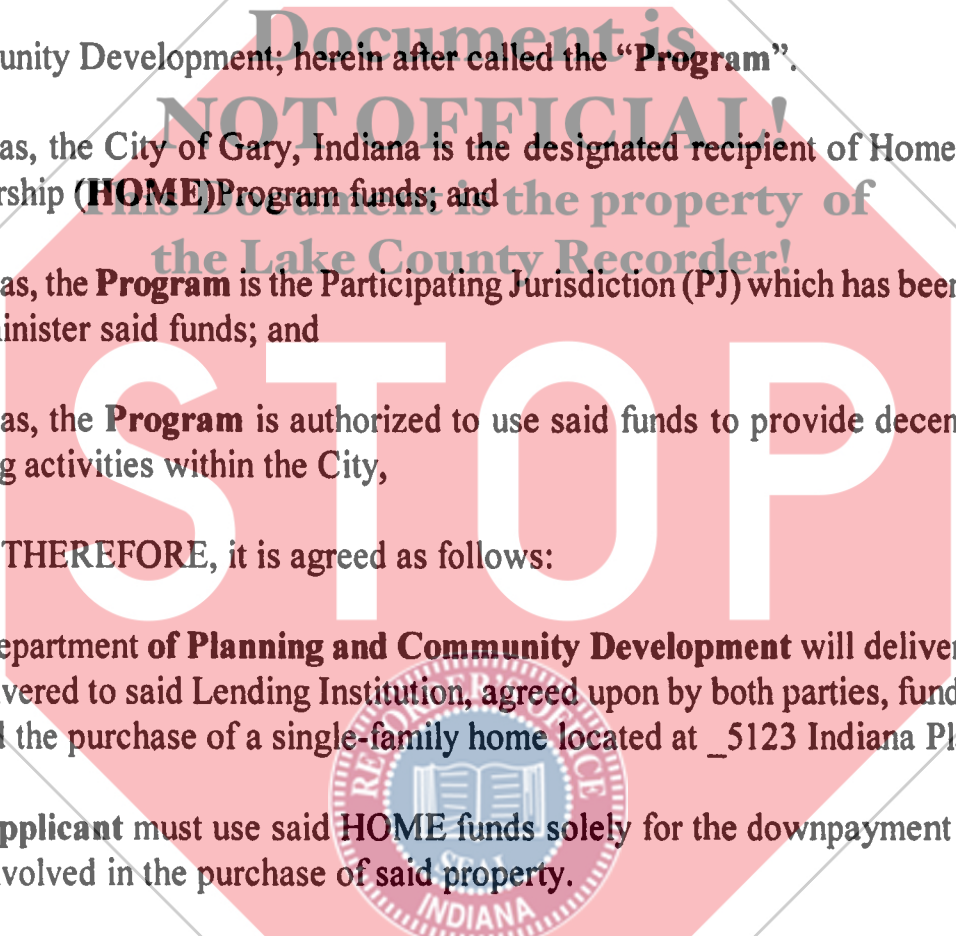 Document is
unity Development; herein after called the “Program”.
NOT OFFICIAL!
as, the City of Gary, Indiana is the designated recipient of Home
rship (HOME)Program funds; and
This Document is the property of
the Lake County Recorder!
as, the Program is the Participating Jurisdiction (PJ) which has been
inister said funds; and
STOP
as, the Program is authorized to use said funds to provide decen
g activities within the City,
THEREFORE, it is agreed as follows:
epartment of Planning and Community Development will deliver
vered to said Lending Institution, agreed upon by both parties, fund
the purchase of a single-family home located at _5123 Indiana Pl
pplicant must use said HOME funds solely for the downpayment
volved in the purchase of said property.
RECORDER'S OFFICE
SEAL
INDIANA